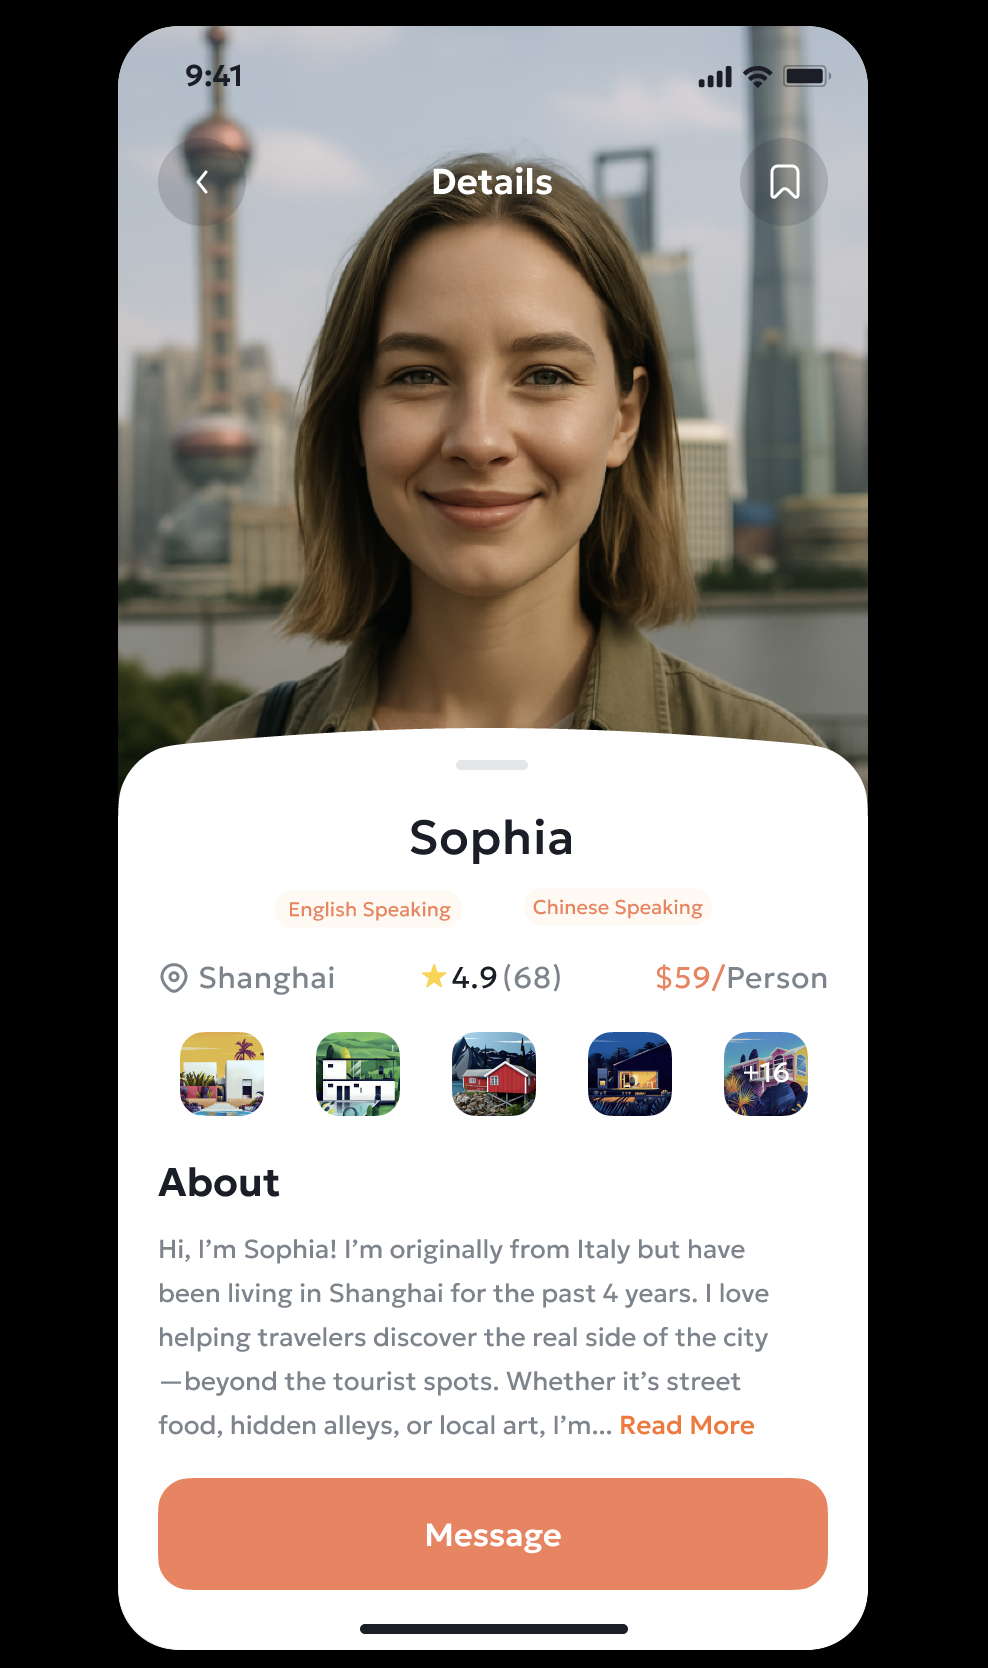 9:41
Details
Sophia
English Speaking
Chinese Speaking
Shanghai
4.9 (68)
$59/Person
+16
About
Hi, I’m Sophia! I’m originally from Italy but have
been living in Shanghai for the past 4 years. I love
helping travelers discover the real side of the city
—beyond the tourist spots. Whether it’s street
food, hidden alleys, or local art, I’m... Read More
Message